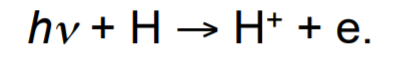 hν + H → H⁺ + e.